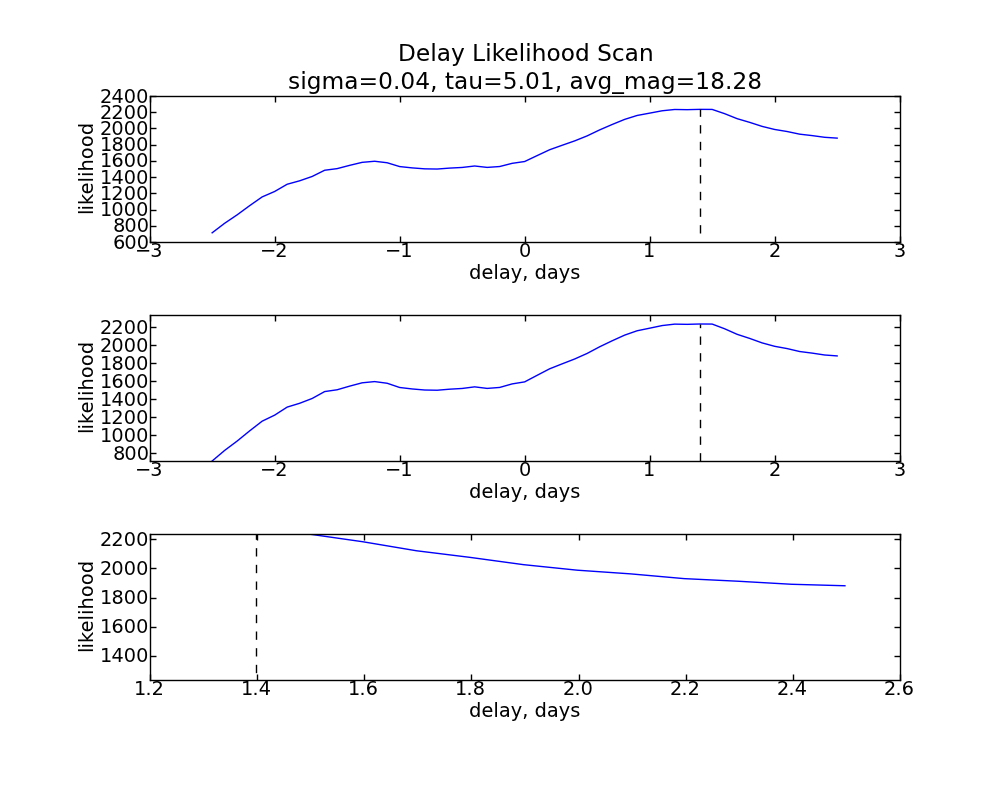 Delay Likelihood Scan
sigma=0.04, tau=5.01, avg_mag=18.28
2400
2200
2000
1800
1600
1400
1200
1000
800
600
likelihood
−3 −2 −1 0 1 2 3
delay, days
2200
2000
1800
1600
1400
1200
1000
800
likelihood
−3 −2 −1 0 1 2 3
delay, days
2200
2000
1800
1600
1400
likelihood
1.2 1.4 1.6 1.8 2.0 2.2 2.4 2.6
delay, days